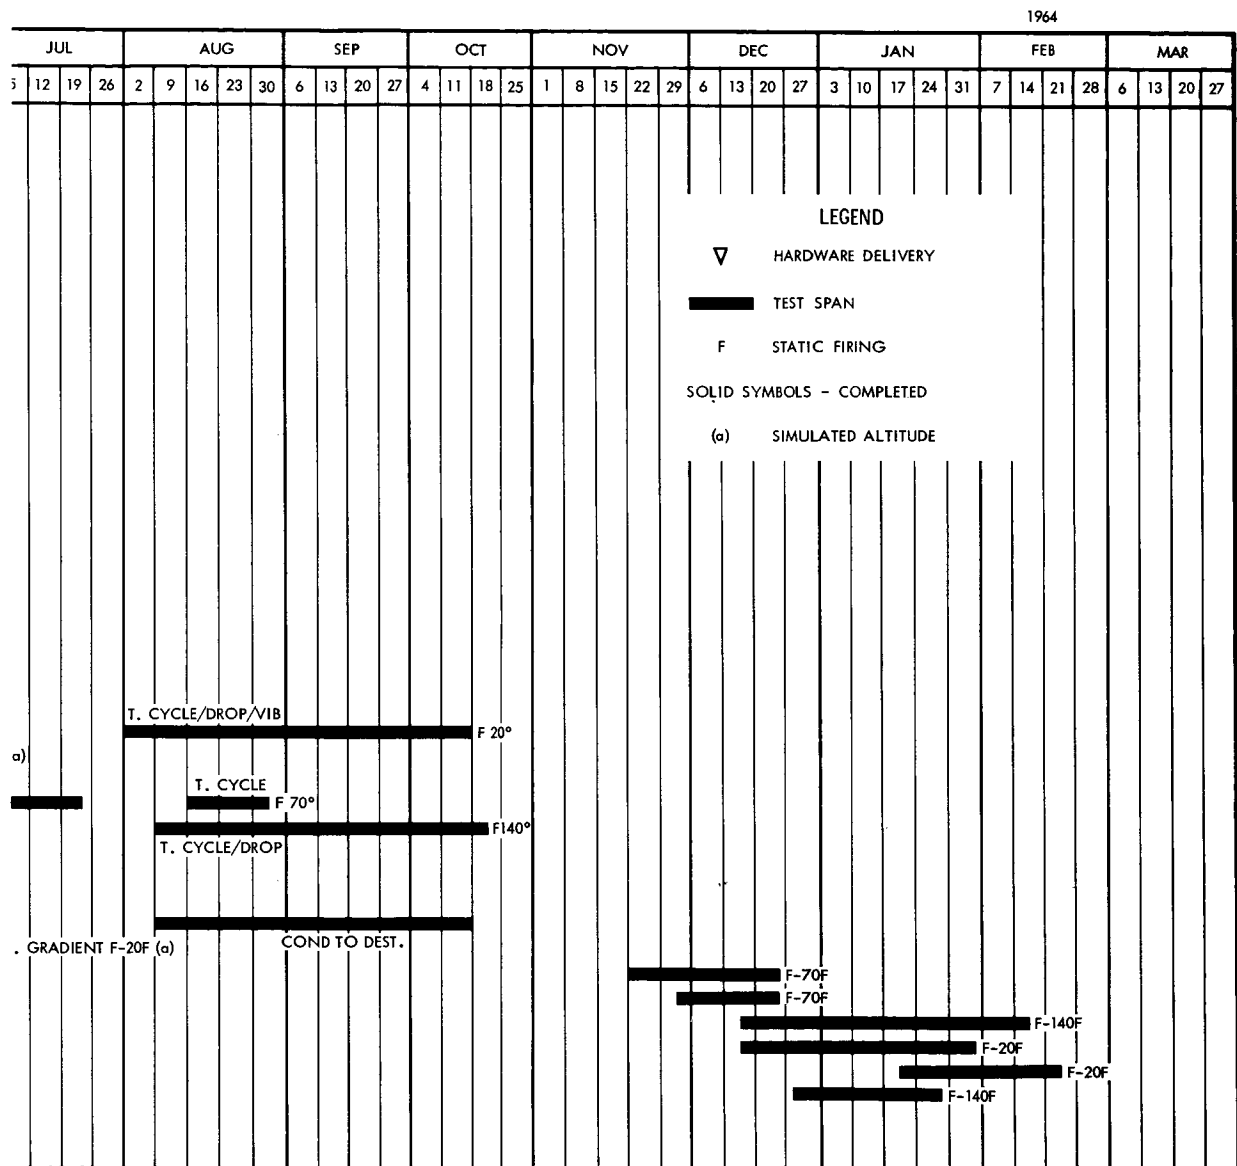 1964
JUL AUG SEP OCT NOV DEC JAN FEB MAR
5 12 19 26 2 9 16 23 30 6 13 20 27 4 11 18 25 1 8 15 22 29 6 13 20 27 3 10 17 24 31 7 14 21 28 6 13 20 27
LEGEND
HARDWARE DELIVERY
TEST SPAN
F STATIC FIRING
SOLID SYMBOLS - COMPLETED
(a) SIMULATED ALTITUDE
T. CYCLE/DROP/VIB
F 20°
a)
T. CYCLE
F 70°
F140°
T. CYCLE/DROP
COND TO DEST.
. GRADIENT F-20F (a)
F-70F
F-70F
F-140F
F-20F
F-20F
F-140F